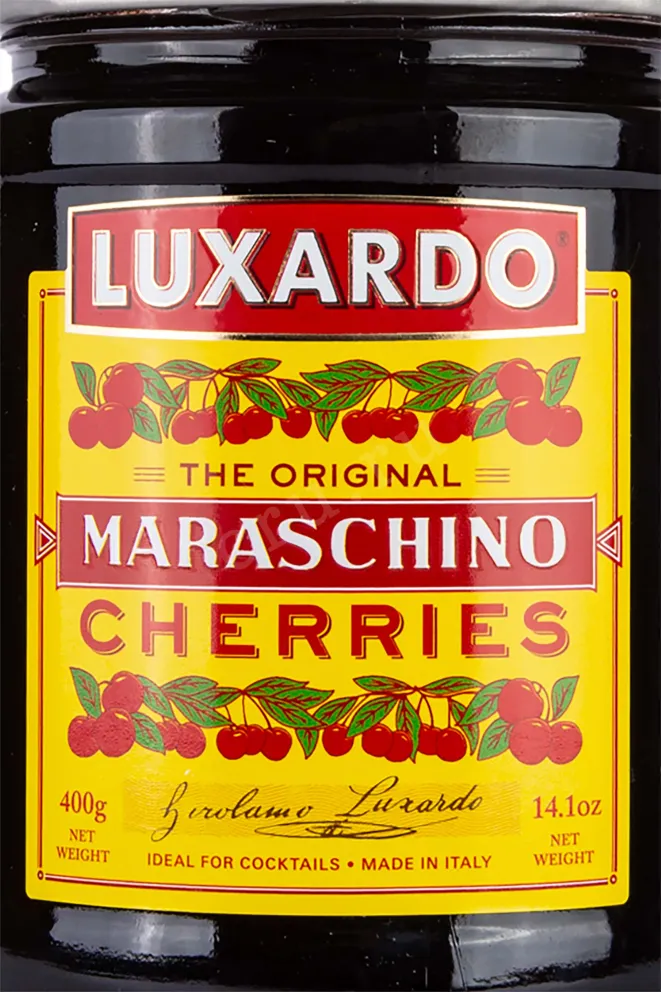 LUXARDO®
THE ORIGINAL
MARASCHINO
CHERRIES
400g
NET
WEIGHT
Girolamo Luxardo
14.1oz
NET
WEIGHT
IDEAL FOR COCKTAILS • MADE IN ITALY